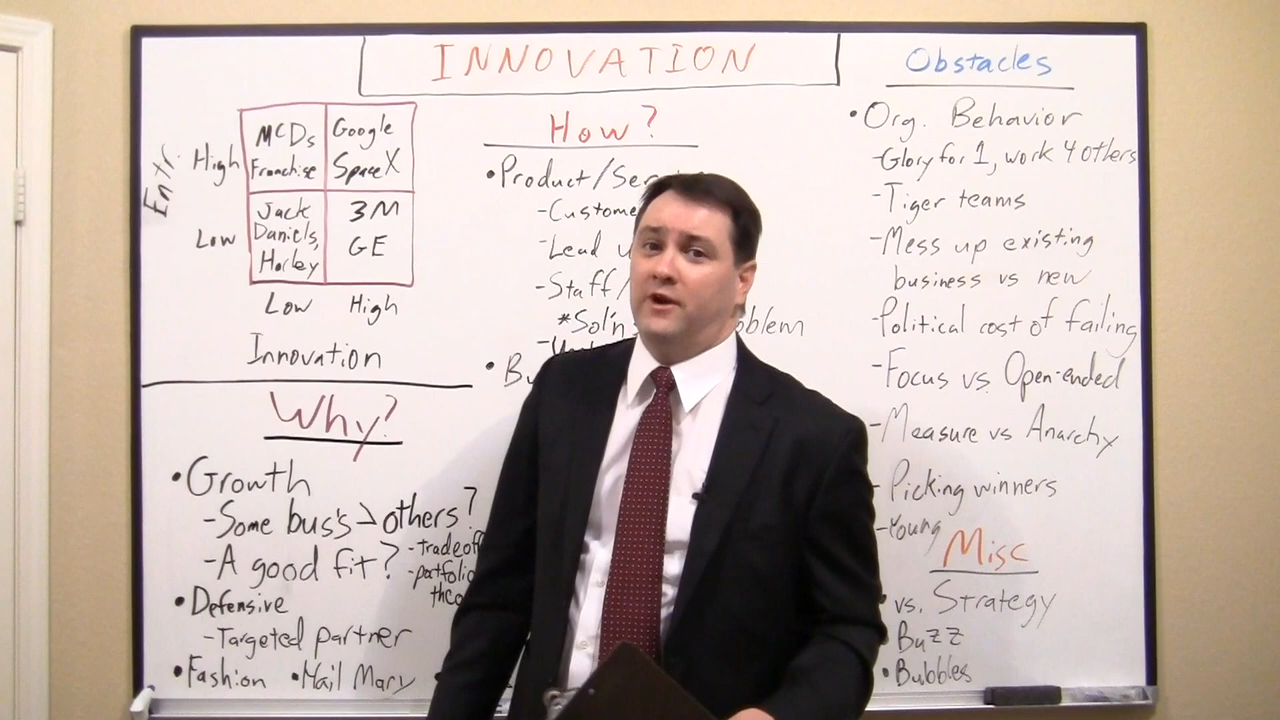 INNOVATION
Entr.
High
McDs
Franchise
Google
SpaceX
Low
Jack
Daniels,
Harley
3M
GE
Low High
Innovation
Why?
•Growth
-Some bus's -> others?
-A good fit?
-tradeoff
-portfolio
•Defensive
-Targeted partner
•Fashion •Hail Mary
How?
•Product/
-Custome
-Lead
-Staff/
*Sol'n
Obstacles
•Org. Behavior
-Glory for 1, work 4 others
-Tiger teams
-Mess up existing
business vs new
-Political cost of failing
-Focus vs. Open-ended
-Measure vs Anarchy
-Picking winners
-Young
Misc
•vs. Strategy
•Buzz
•Bubbles